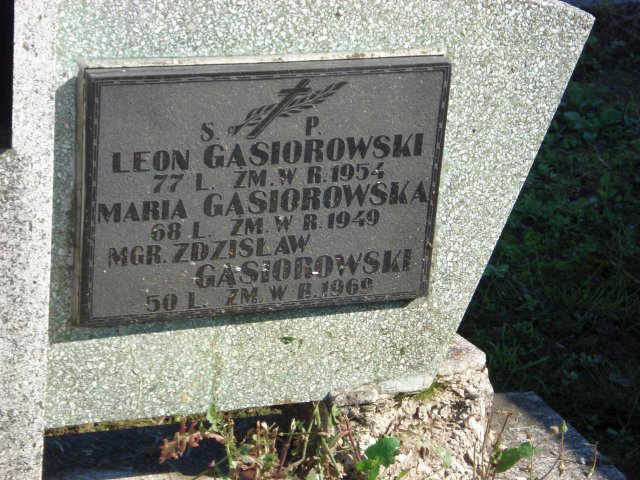 S. P.
LEON GĄSIOROWSKI
77 L. ZM. W R. 1954
MARIA GĄSIOROWSKA
68 L. ZM. W R. 1949
MGR. ZDZISŁAW
GĄSIOROWSKI
50 L. ZM. W R. 1969